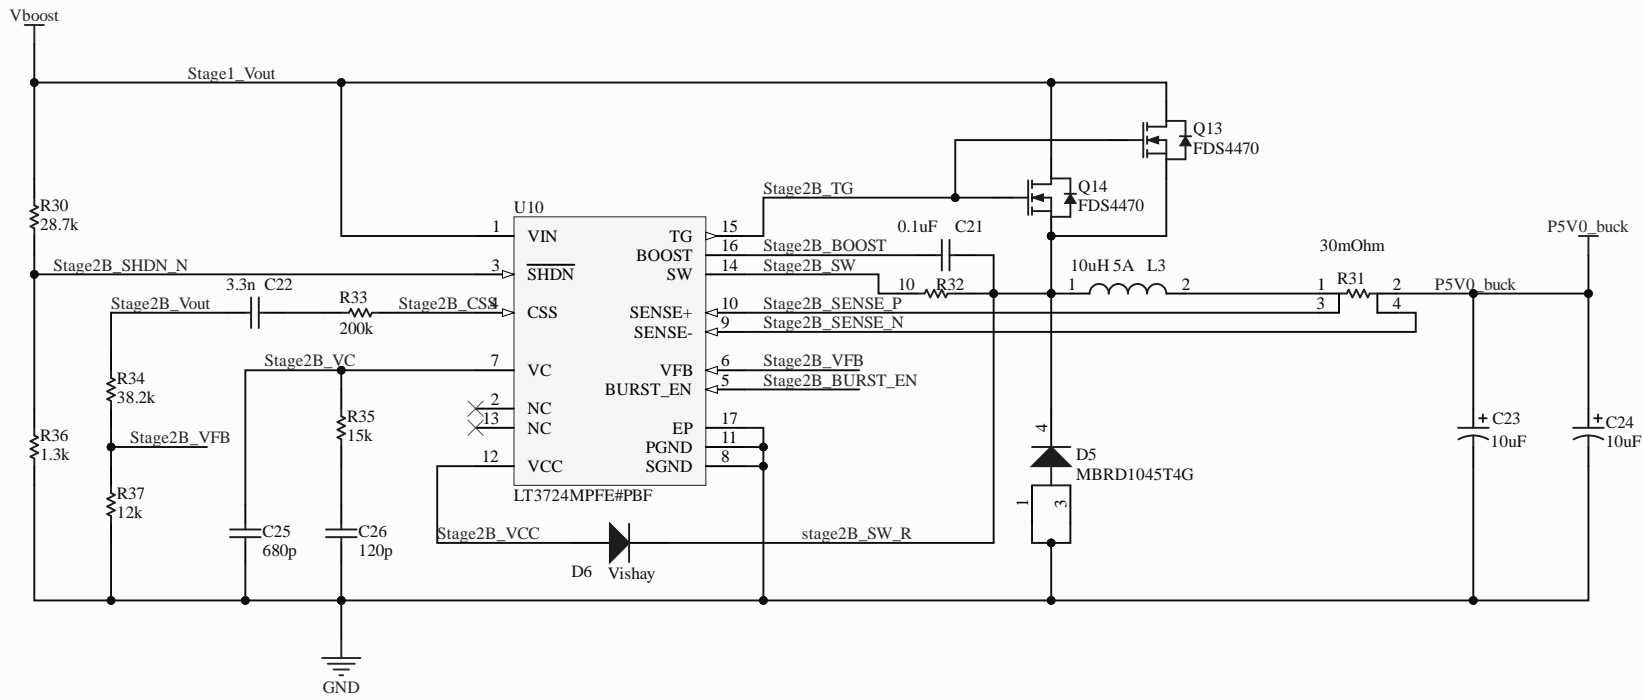 Vboost
Stage1_Vout
Q13
FDS4470
Q14
FDS4470
Stage2B_TG
R30
28.7k
U10
1
VIN
TG
15
0.1uF
C21
BOOST
16
Stage2B_BOOST
30mOhm
P5V0_buck
Stage2B_SHDN_N
3
SHDN
SW
14
Stage2B_SW
10uH 5A
L3
3.3n
C22
10
R32
1
2
1
R31
2
P5V0_buck
Stage2B_Vout
R33
200k
Stage2B_CSS
4
CSS
SENSE+
10
Stage2B_SENSE_P
3
4
SENSE-
9
Stage2B_SENSE_N
Stage2B_VC
7
VC
VFB
6
Stage2B_VFB
R34
38.2k
BURST_EN
5
Stage2B_BURST_EN
2
NC
R35
15k
13
NC
EP
17
C23
10uF
C24
10uF
R36
1.3k
Stage2B_VFB
PGND
11
4
D5
MBRD1045T4G
12
VCC
SGND
8
R37
12k
LT3724MPFE#PBF
1
3
C25
680p
C26
120p
Stage2B_VCC
stage2B_SW_R
D6
Vishay
GND